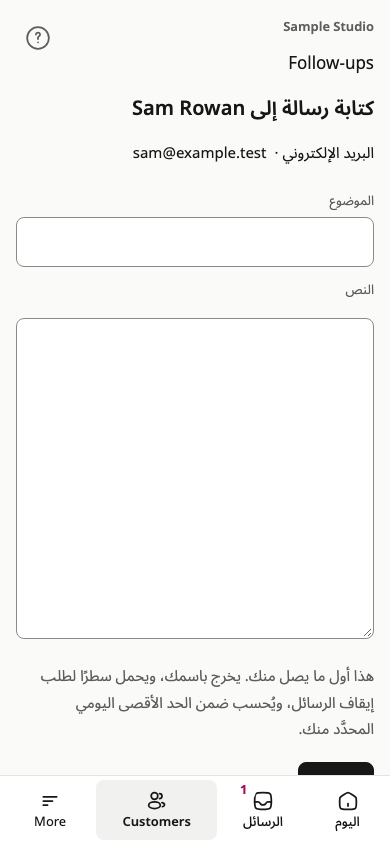 Sample Studio
Follow-ups
كتابة رسالة إلى Sam Rowan
البريد الإلكتروني · sam@example.test
الموضوع
النص
هذا أول ما يصل منك. يخرج باسمك، ويحمل سطرًا لطلب
إيقاف الرسائل، ويُحسب ضمن الحد الأقصى اليومي
المحدَّد منك.
اليوم
الرسائل 1
Customers
More